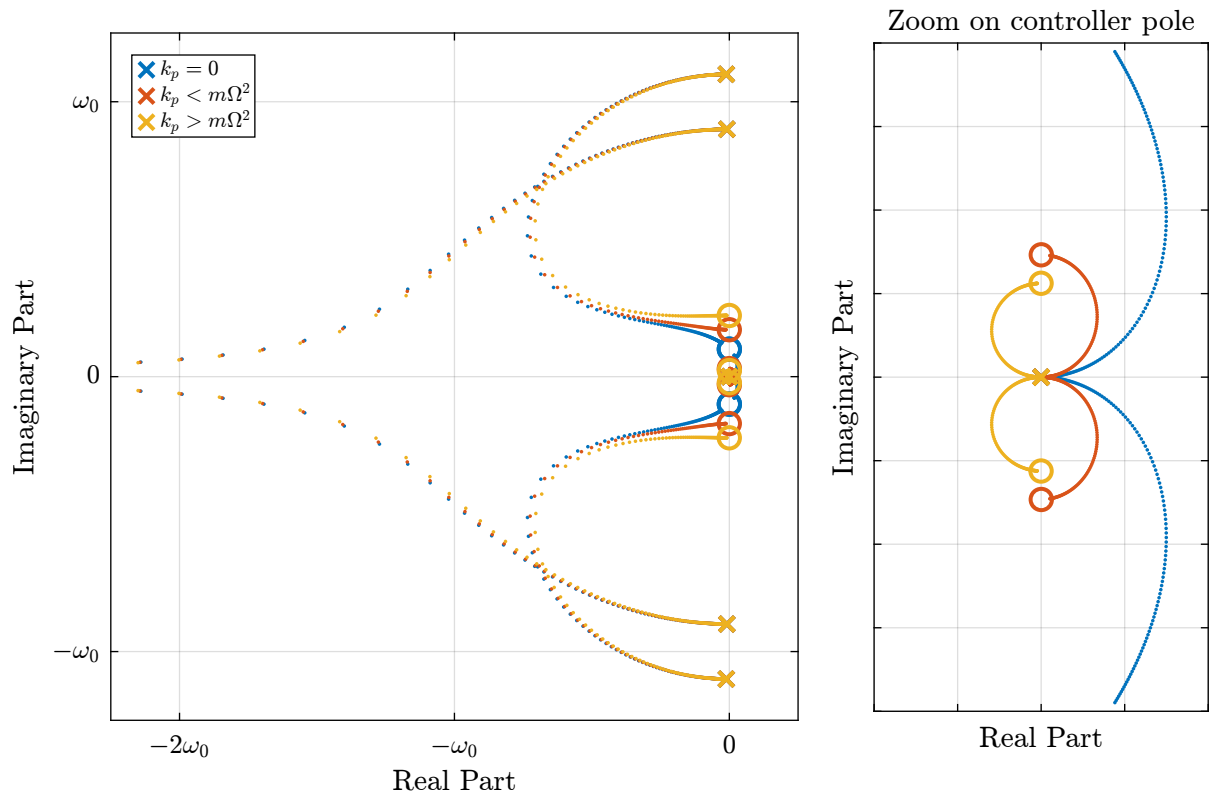 Zoom on controller pole
k_p = 0
k_p < mΩ²
k_p > mΩ²
ω₀
0
−ω₀
Imaginary Part
−2ω₀
−ω₀
0
Real Part
Imaginary Part
Real Part